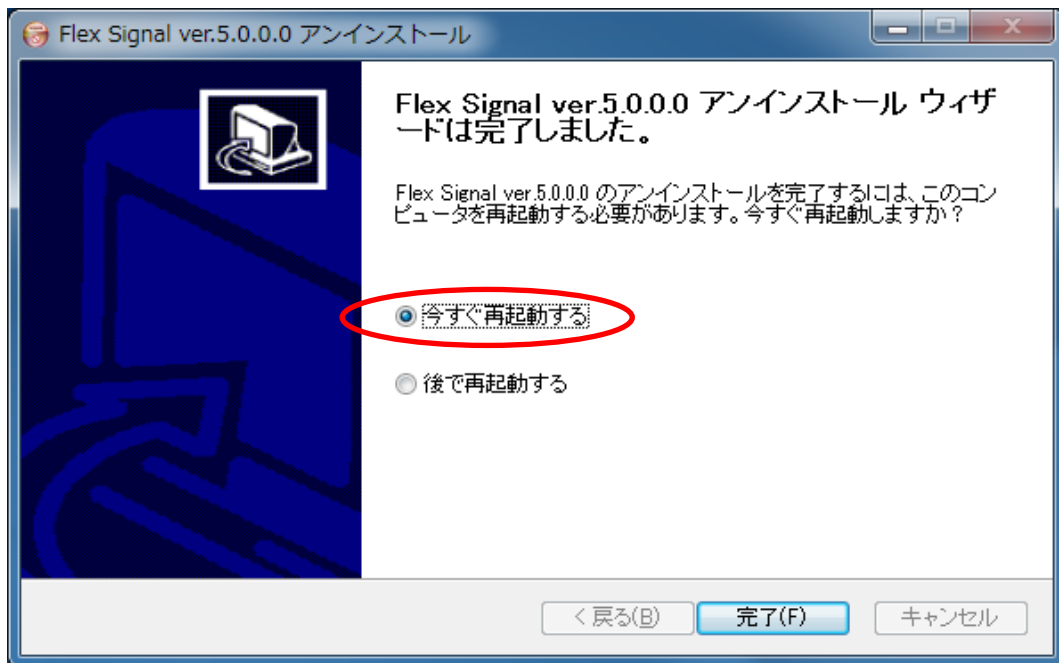 Flex Signal ver.5.0.0.0 アンインストール
Flex Signal ver.5.0.0.0 アンインストール ウィザ
ードは完了しました。
Flex Signal ver.5.0.0.0 のアンインストールを完了するには、このコン
ピュータを再起動する必要があります。今すぐ再起動しますか？
今すぐ再起動する
後で再起動する
< 戻る(B)
完了(F)
キャンセル